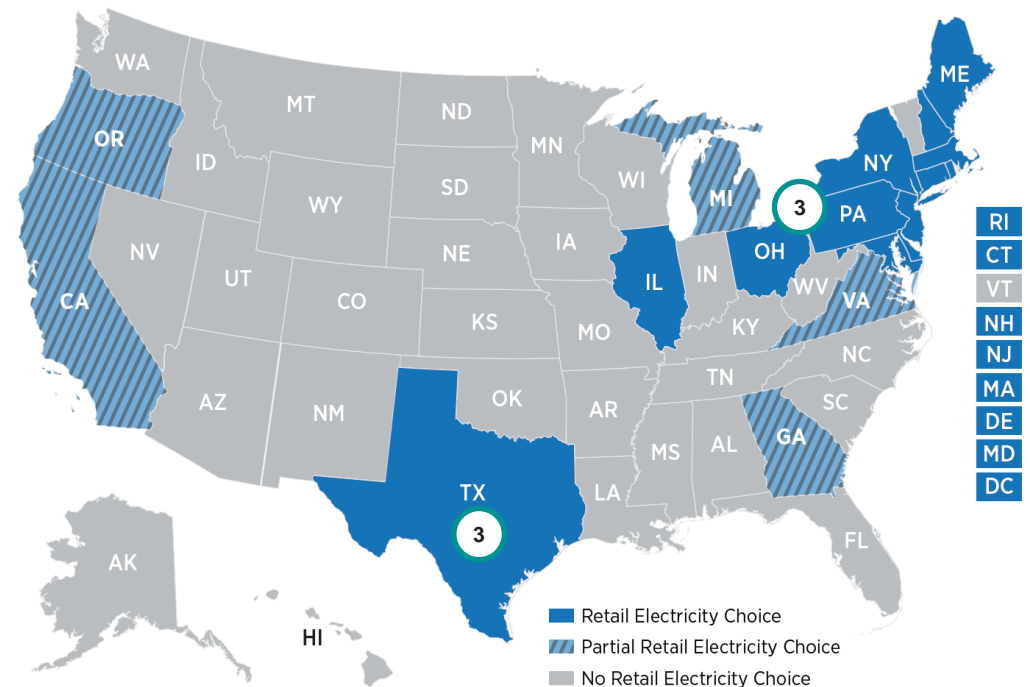 WA
ME
MT
ND
OR
MN
ID
SD
WI
NY
WY
MI
3
PA
RI
IA
NE
NV
OH
CT
UT
IL
IN
CA
CO
WV
VA
VT
KS
MO
KY
NH
NC
NJ
TN
AZ
OK
MA
NM
AR
SC
DE
GA
MS
AL
MD
TX
LA
DC
3
FL
AK
HI
Retail Electricity Choice
Partial Retail Electricity Choice
No Retail Electricity Choice